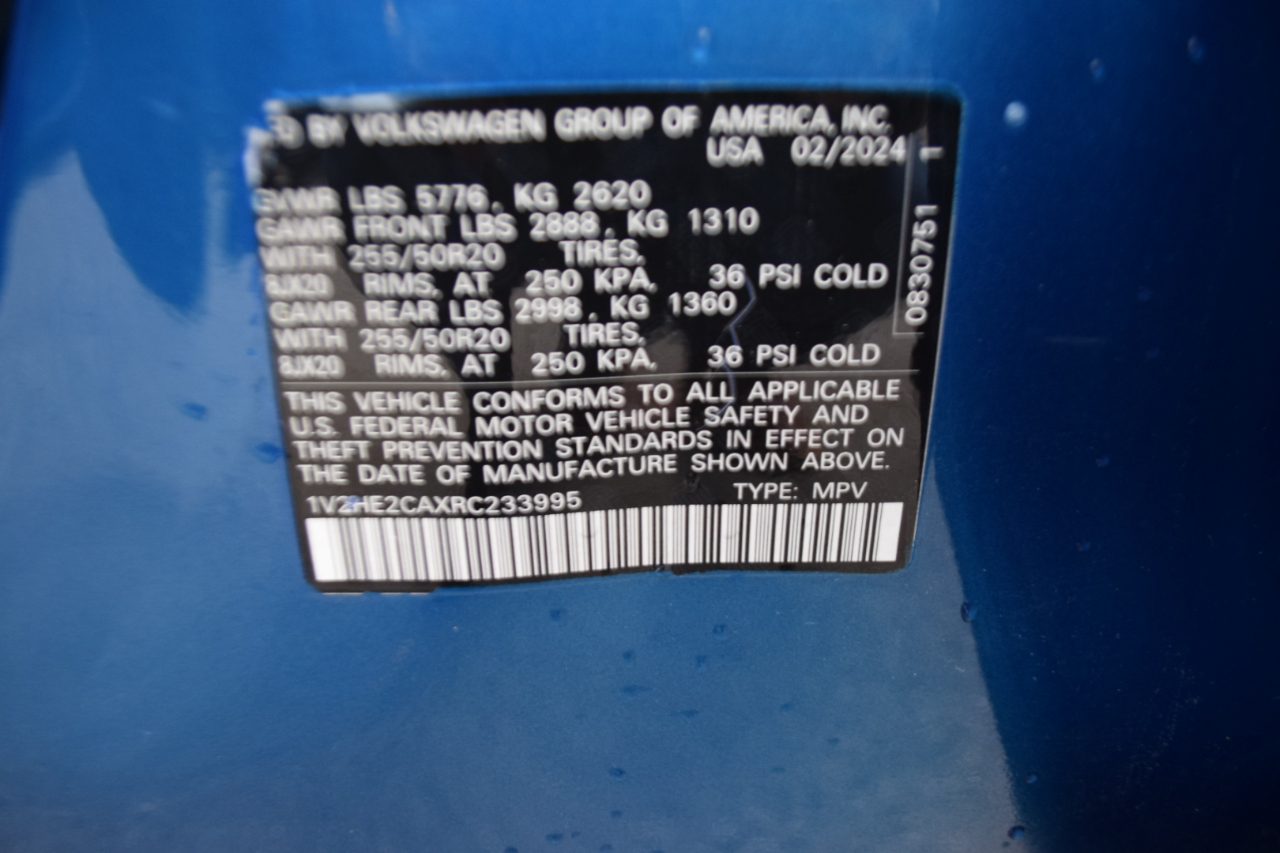 BY VOLKSWAGEN GROUP OF AMERICA, INC.
USA 02/2024 1
GVWR LBS 5776, KG 2620
GAWR FRONT LBS 2888, KG 1310
WITH 255/50R20 TIRES,
8JX20 RIMS, AT 250 KPA, 36 PSI COLD
GAWR REAR LBS 2998, KG 1360
WITH 255/50R20 TIRES,
8JX20 RIMS, AT 250 KPA, 36 PSI COLD
0830751
THIS VEHICLE CONFORMS TO ALL APPLICABLE
U.S. FEDERAL MOTOR VEHICLE SAFETY AND
THEFT PREVENTION STANDARDS IN EFFECT ON
THE DATE OF MANUFACTURE SHOWN ABOVE.
1V2HE2CAXRC233995 TYPE: MPV